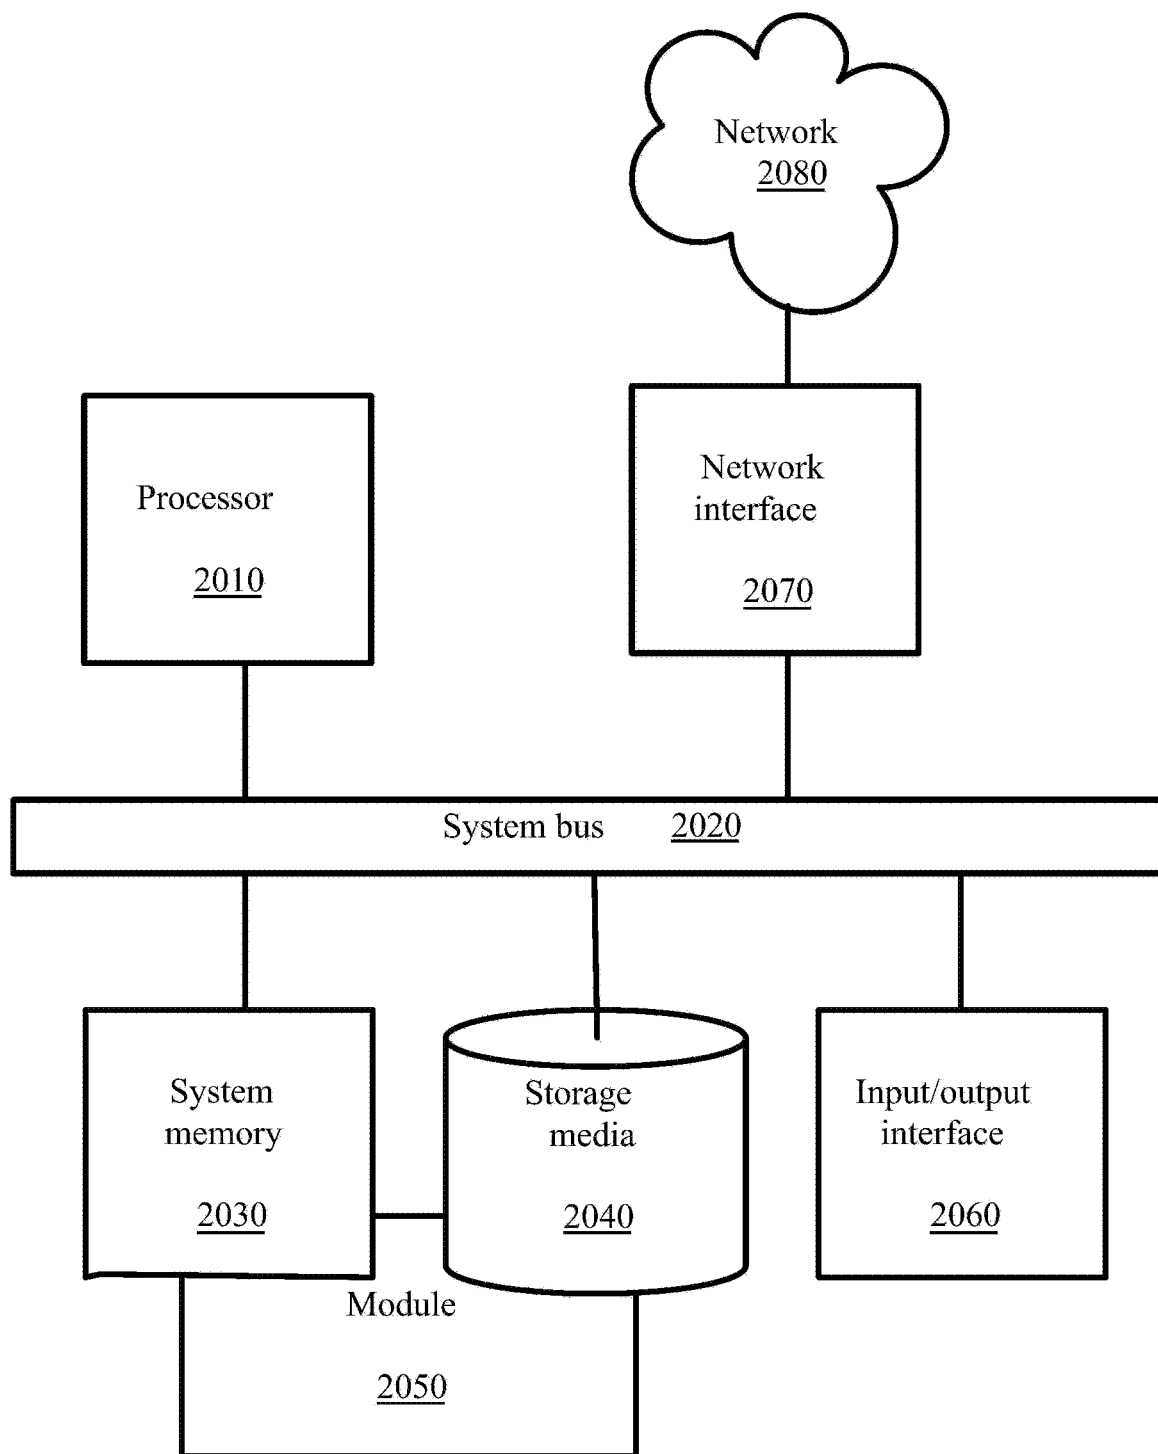 Network
2080
Processor
2010
Network
interface
2070
System bus 2020
System
memory
2030
Storage
media
2040
Input/output
interface
2060
Module
2050